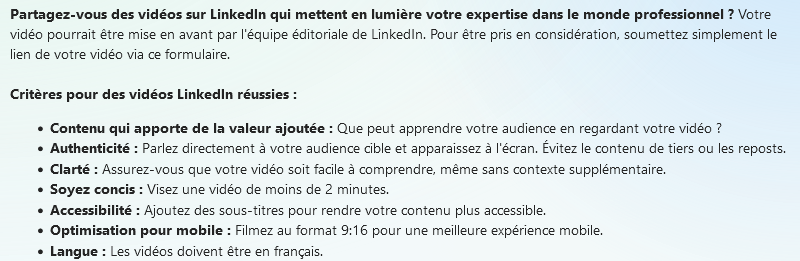 Partagez-vous des vidéos sur LinkedIn qui mettent en lumière votre expertise dans le monde professionnel ? Votre
vidéo pourrait être mise en avant par l'équipe éditoriale de LinkedIn. Pour être pris en considération, soumettez simplement le
lien de votre vidéo via ce formulaire.
Critères pour des vidéos LinkedIn réussies :
• Contenu qui apporte de la valeur ajoutée : Que peut apprendre votre audience en regardant votre vidéo ?
• Authenticité : Parlez directement à votre audience cible et apparaissez à l'écran. Évitez le contenu de tiers ou les reposts.
• Clarté : Assurez-vous que votre vidéo soit facile à comprendre, même sans contexte supplémentaire.
• Soyez concis : Visez une vidéo de moins de 2 minutes.
• Accessibilité : Ajoutez des sous-titres pour rendre votre contenu plus accessible.
• Optimisation pour mobile : Filmez au format 9:16 pour une meilleure expérience mobile.
• Langue : Les vidéos doivent être en français.